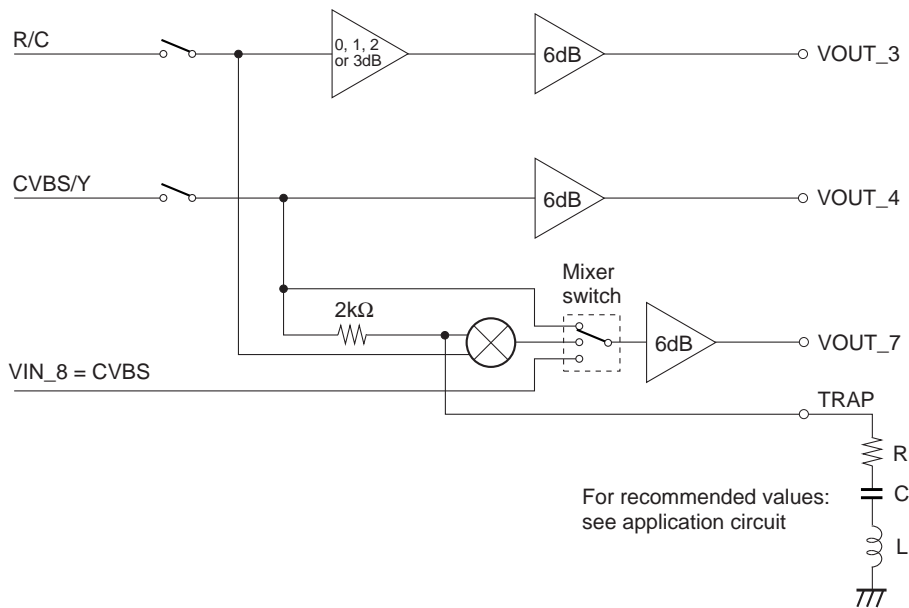 R/C
0, 1, 2
or 3dB
6dB
VOUT_3
CVBS/Y
6dB
VOUT_4
Mixer
switch
2kΩ
6dB
VOUT_7
VIN_8 = CVBS
TRAP
R
C
For recommended values:
see application circuit
L